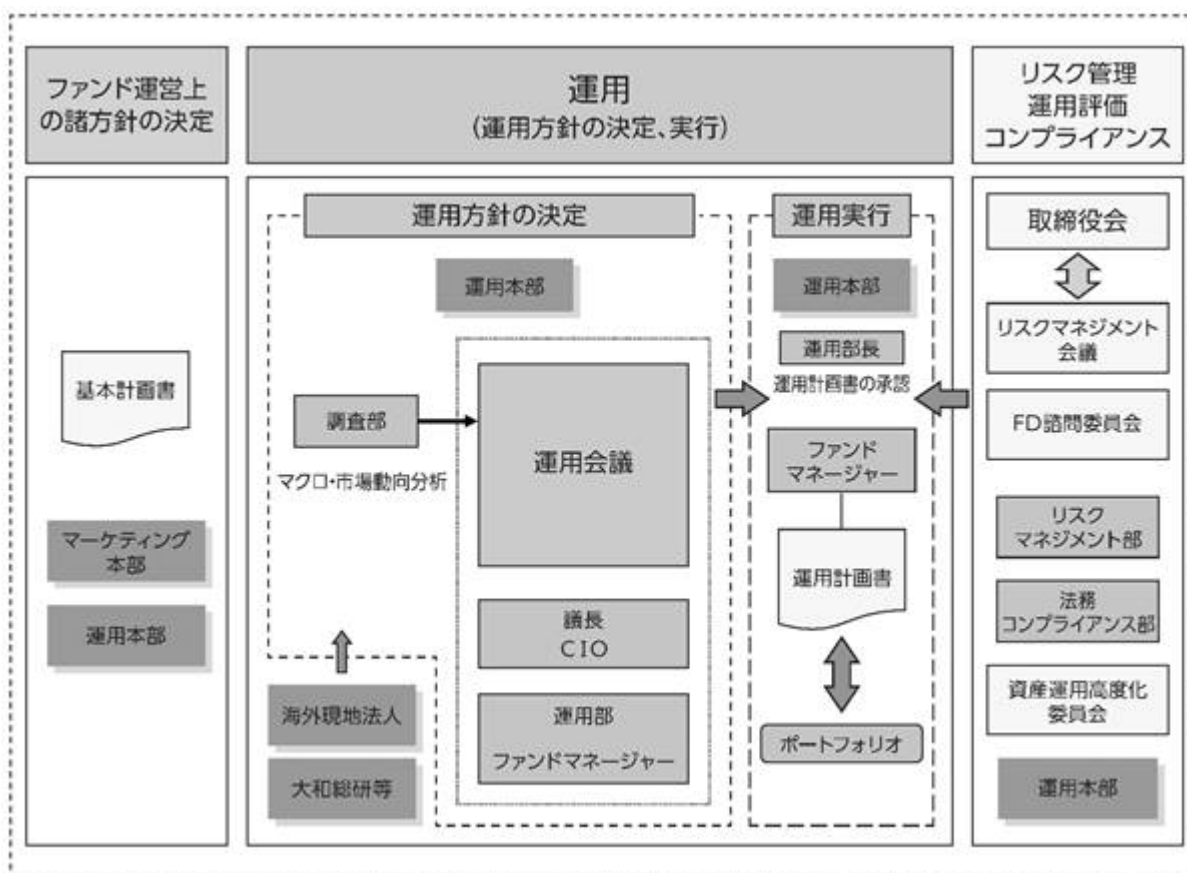 ファンド運営上
の諸方針の決定
運用
(運用方針の決定、実行)
リスク管理
運用評価
コンプライアンス
基本計画書
マーケティング
本部
運用本部
運用方針の決定
運用本部
調査部
マクロ・市場動向分析
運用会議
議長
CIO
運用部
ファンドマネージャー
海外現地法人
大和総研等
運用実行
運用本部
運用部長
運用計画書の承認
ファンド
マネージャー
運用計画書
ポートフォリオ
取締役会
リスクマネジメント
会議
FD諮問委員会
リスク
マネジメント部
法務
コンプライアンス部
資産運用高度化
委員会
運用本部